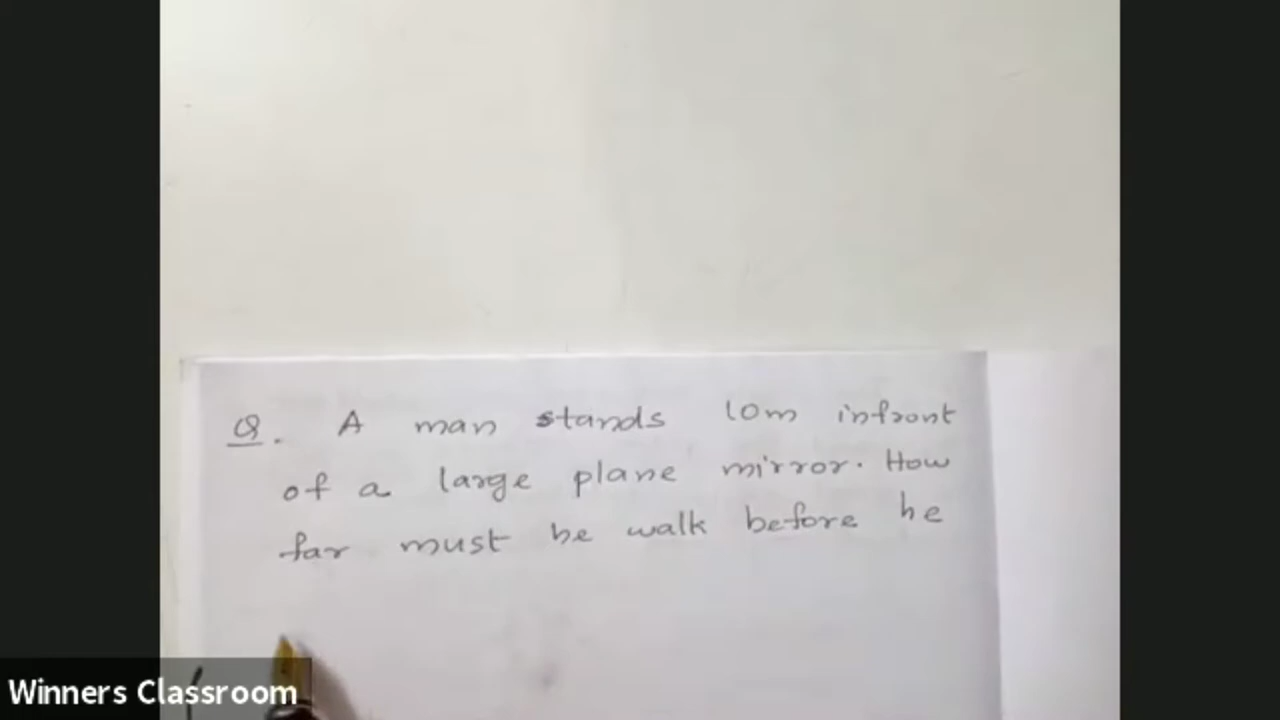 Q. A man stands 10m infront
of a large plane mirror. How
far must he walk before he
Winners Classroom